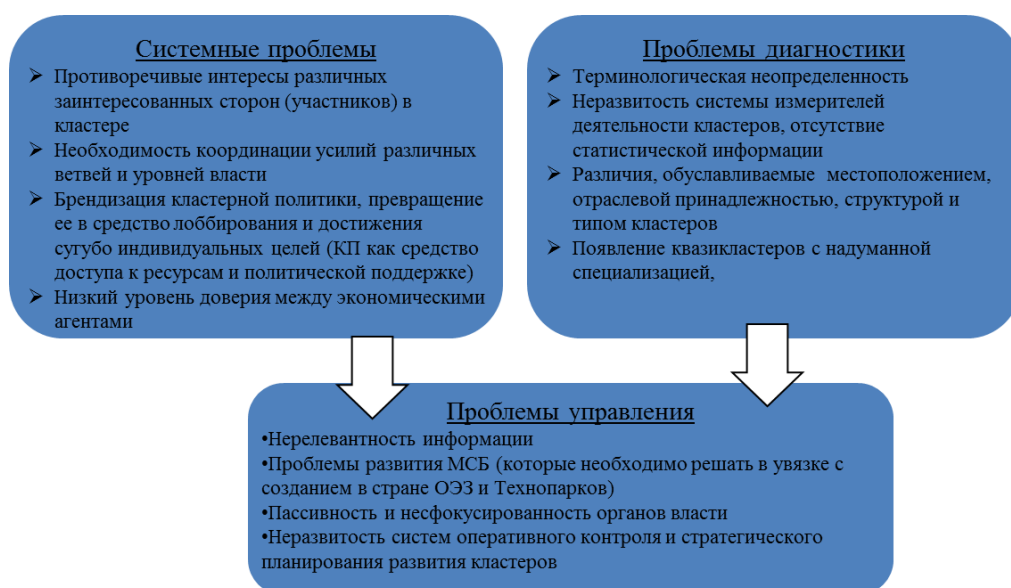 Системные проблемы
➤ Противоречивые интересы различных
заинтересованных сторон (участников) в
кластере
➤ Необходимость координации усилий различных
ветвей и уровней власти
➤ Брендизация кластерной политики, превращение
ее в средство лоббирования и достижения
сугубо индивидуальных целей (КП как средство
доступа к ресурсам и политической поддержке)
➤ Низкий уровень доверия между экономическими
агентами
Проблемы диагностики
➤ Терминологическая неопределенность
➤ Неразвитость системы измерителей
деятельности кластеров, отсутствие
статистической информации
➤ Различия, обуславливаемые местоположением,
отраслевой принадлежностью, структурой и
типом кластеров
➤ Появление квазикластеров с надуманной
специализацией,
Проблемы управления
•Нерелевантность информации
•Проблемы развития МСБ (которые необходимо решать в увязке с
созданием в стране ОЭЗ и Технопарков)
•Пассивность и несфокусированность органов власти
•Неразвитость систем оперативного контроля и стратегического
планирования развития кластеров